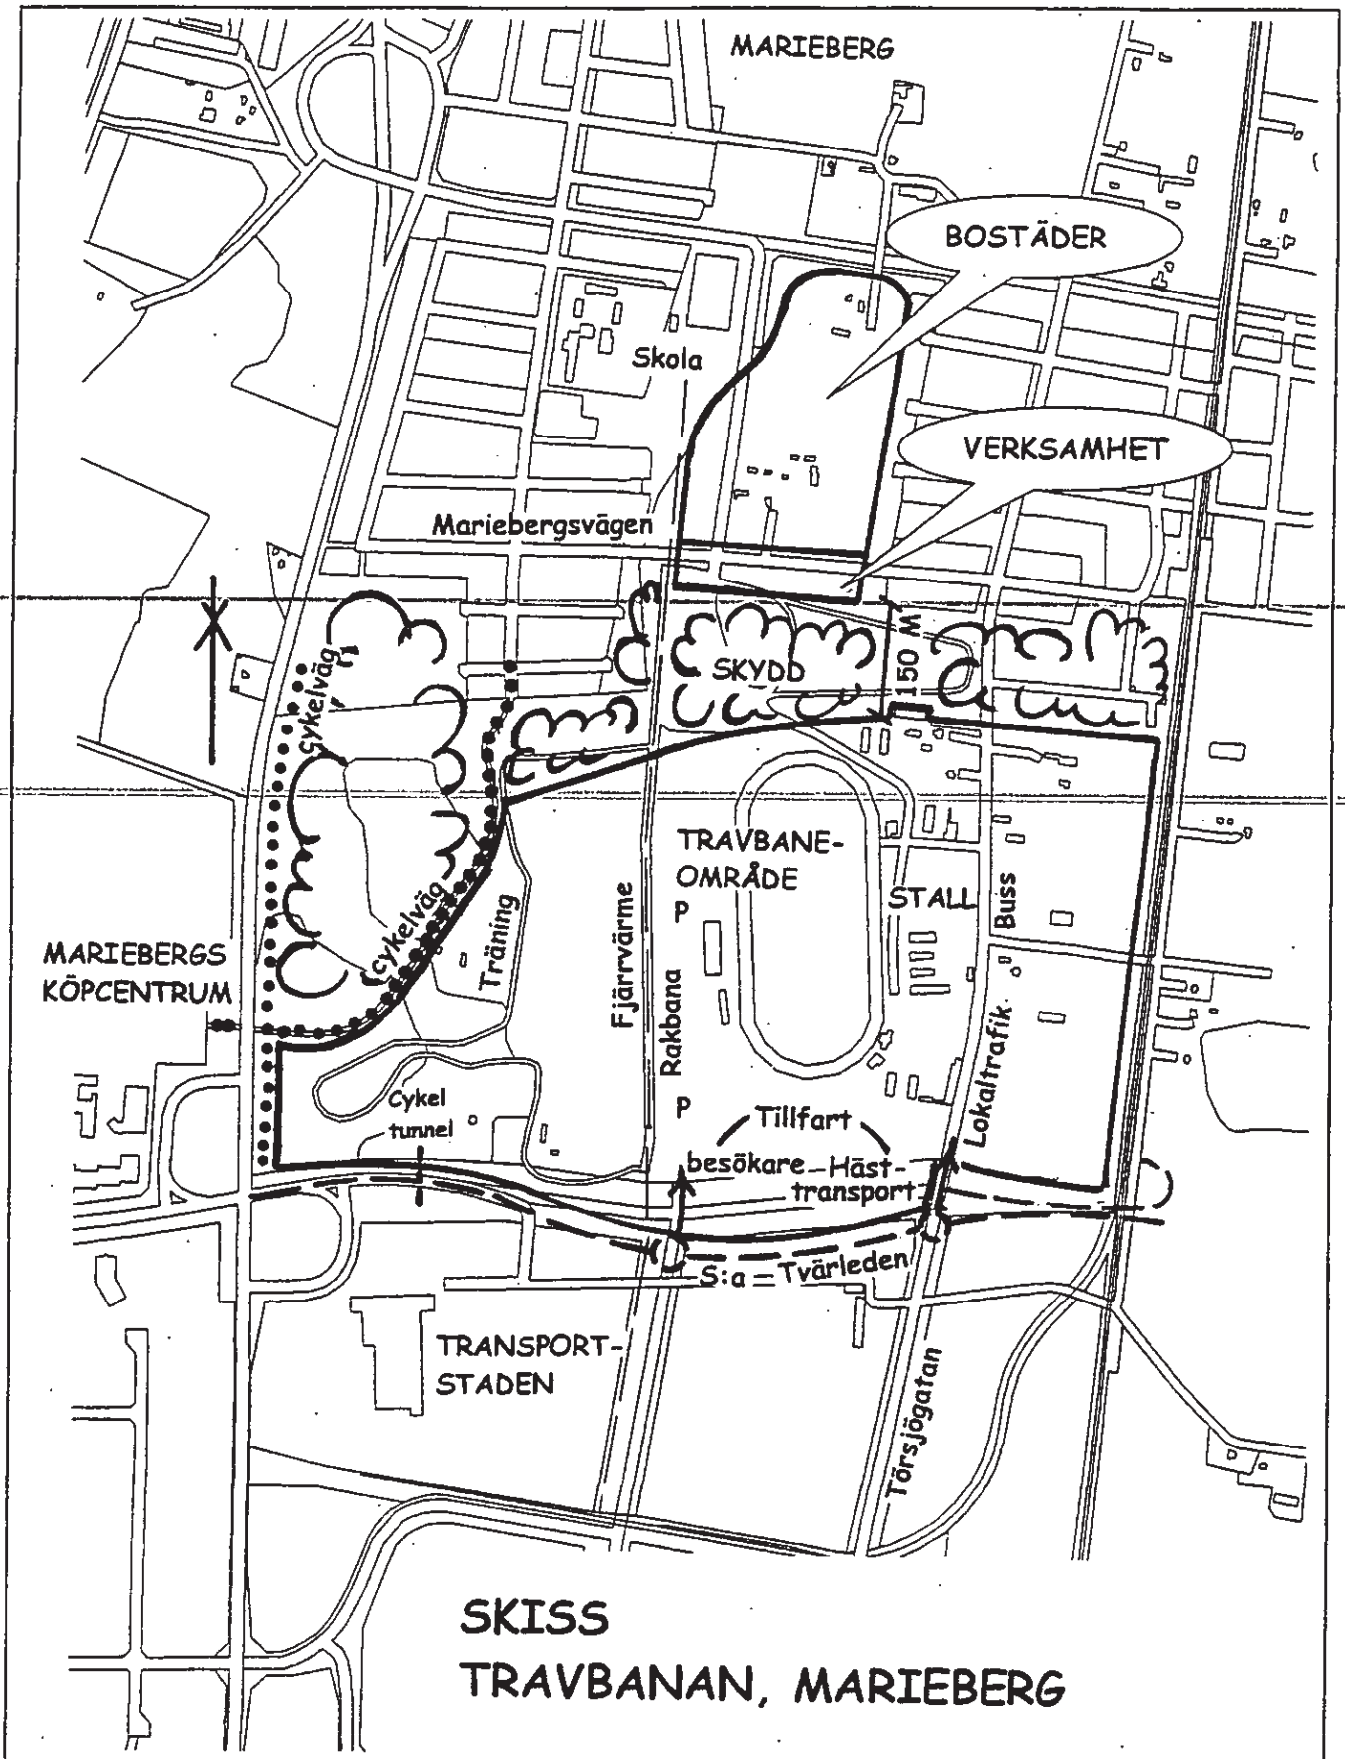 MARIEBERG
BOSTÄDER
Skola
VERKSAMHET
Mariebergsvägen
cykelväg
SKYDD
150 M
TRAVBANE-
OMRÅDE
P
STALL
Buss
cykelväg
Träning
Fjärrvärme
Rakbana
MARIEBERGS
KÖPCENTRUM
Lokaltrafik
Cykel
tunnel
P
Tillfart
besökare-Häst-
transport
S:a - Tvärleden
TRANSPORT-
STADEN
Törsjögatan
SKISS
TRAVBANAN, MARIEBERG